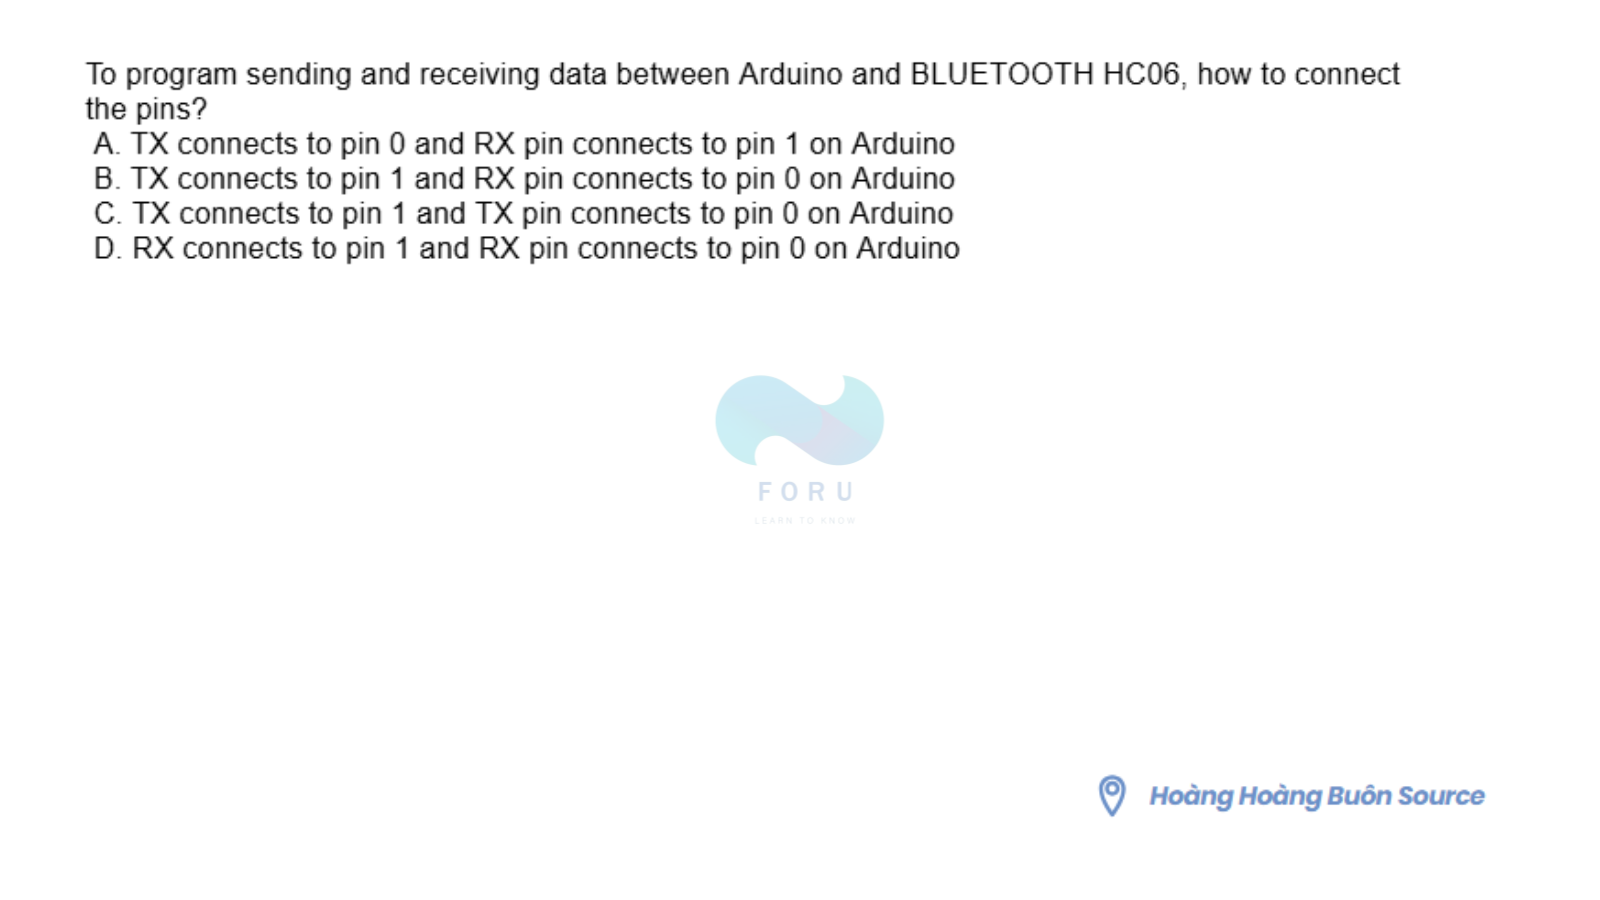 To program sending and receiving data between Arduino and BLUETOOTH HC06, how to connect
the pins?
A. TX connects to pin 0 and RX pin connects to pin 1 on Arduino
B. TX connects to pin 1 and RX pin connects to pin 0 on Arduino
C. TX connects to pin 1 and TX pin connects to pin 0 on Arduino
D. RX connects to pin 1 and RX pin connects to pin 0 on Arduino
FORU
LEARN TO KNOW
Hoàng Hoàng Buôn Source